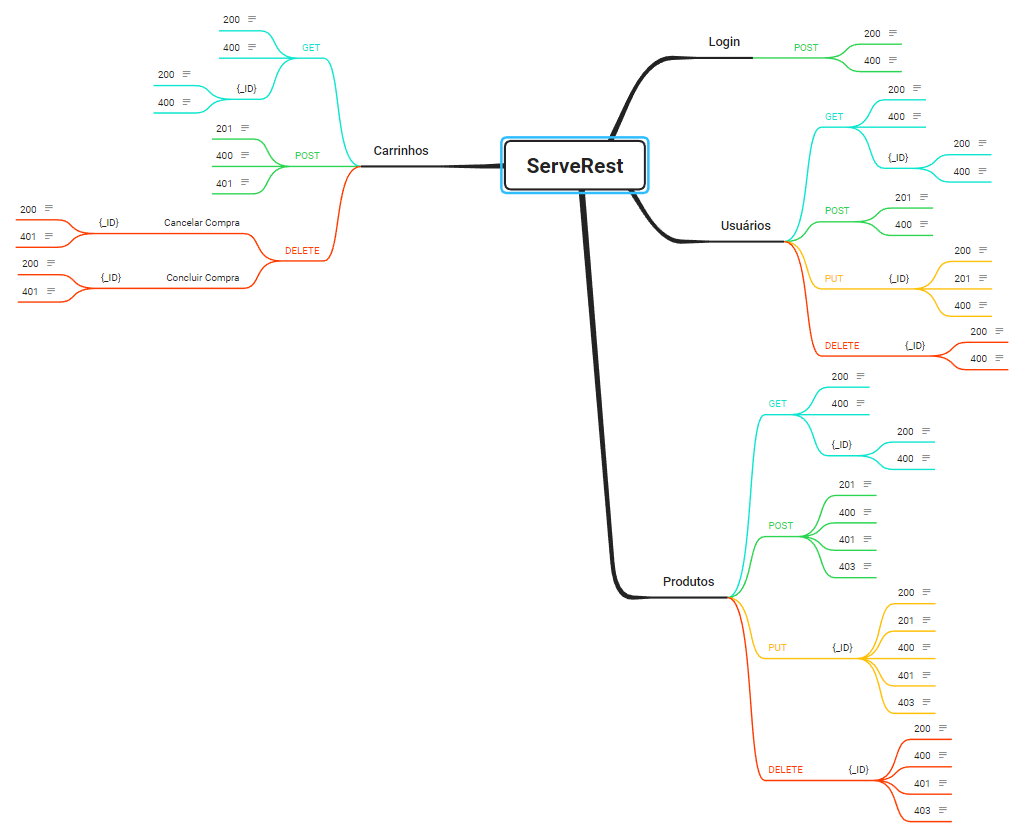 ServeRest
Login
POST
200
400
Usuários
GET
200
400
{_ID}
200
400
POST
201
400
PUT
{_ID}
200
201
400
DELETE
{_ID}
200
400
Produtos
GET
200
400
{_ID}
200
400
POST
201
400
401
403
PUT
{_ID}
200
201
400
401
403
DELETE
{_ID}
200
400
401
403
Carrinhos
GET
200
400
{_ID}
200
400
POST
201
400
401
DELETE
Cancelar Compra
{_ID}
200
401
Concluir Compra
{_ID}
200
401